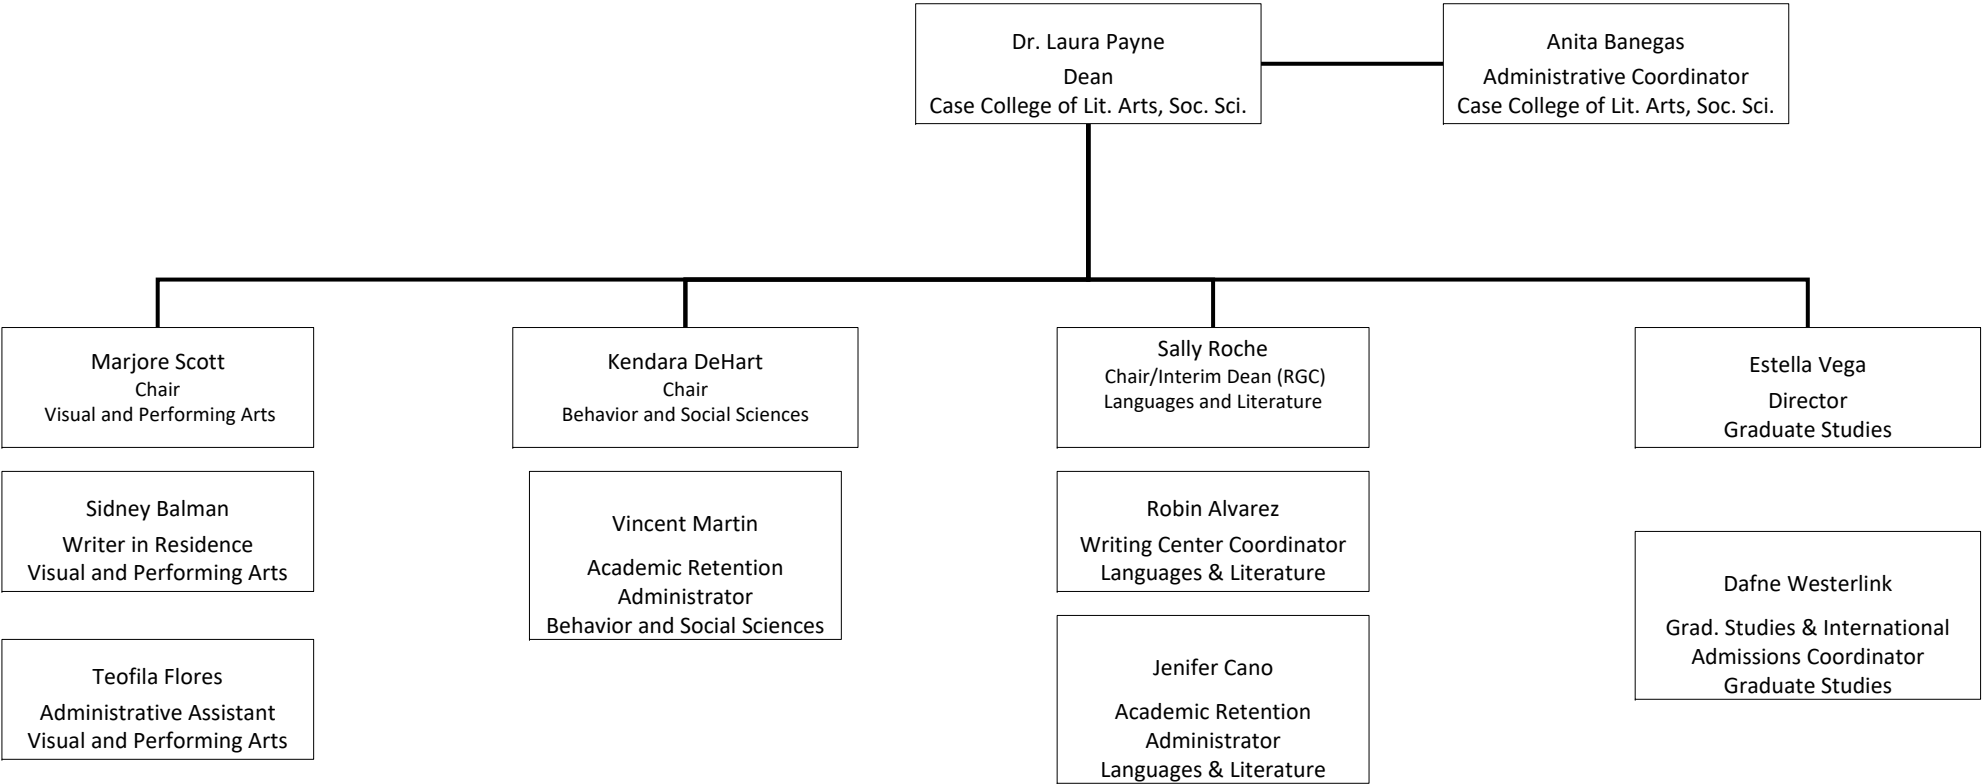 Dr. Laura Payne
Dean
Case College of Lit. Arts, Soc. Sci.
Anita Banegas
Administrative Coordinator
Case College of Lit. Arts, Soc. Sci.
Marjore Scott
Chair
Visual and Performing Arts
Kendara DeHart
Chair
Behavior and Social Sciences
Sally Roche
Chair/Interim Dean (RGC)
Languages and Literature
Estella Vega
Director
Graduate Studies
Sidney Balman
Writer in Residence
Visual and Performing Arts
Vincent Martin
Academic Retention
Administrator
Behavior and Social Sciences
Robin Alvarez
Writing Center Coordinator
Languages & Literature
Dafne Westerlink
Grad. Studies & International
Admissions Coordinator
Graduate Studies
Teofila Flores
Administrative Assistant
Visual and Performing Arts
Jenifer Cano
Academic Retention
Administrator
Languages & Literature